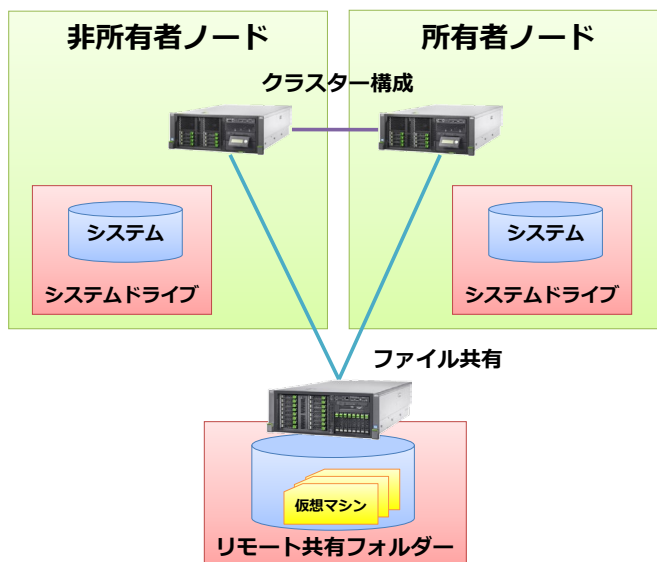 非所有者ノード
所有者ノード
クラスター構成
システム
システムドライブ
システム
システムドライブ
ファイル共有
仮想マシン
リモート共有フォルダー